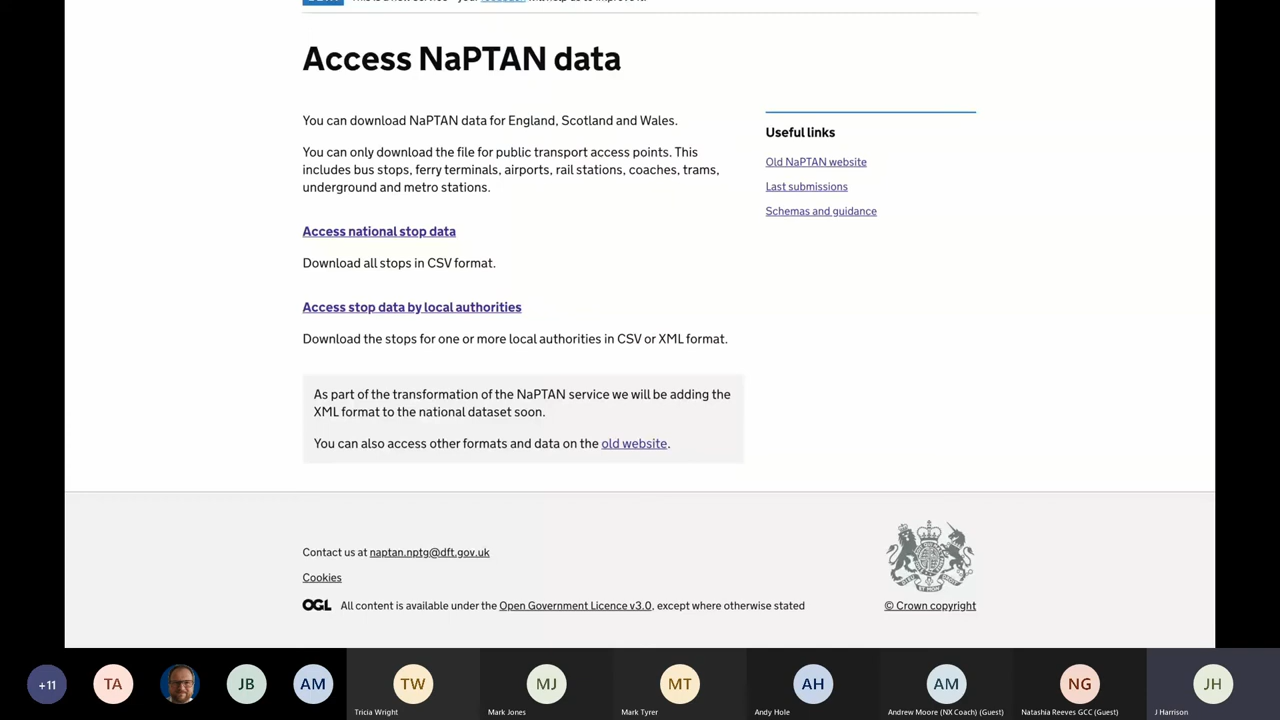 This is a new service – your
Access NaPTAN data
You can download NaPTAN data for England, Scotland and Wales.
You can only download the file for public transport access points. This
includes bus stops, ferry terminals, airports, rail stations, coaches, trams,
underground and metro stations.
Access national stop data
Download all stops in CSV format.
Access stop data by local authorities
Download the stops for one or more local authorities in CSV or XML format.
As part of the transformation of the NaPTAN service we will be adding the
XML format to the national dataset soon.
You can also access other formats and data on the old website.
Useful links
Old NaPTAN website
Last submissions
Schemas and guidance
Contact us at naptan.nptg@dft.gov.uk
Cookies
OGL All content is available under the Open Government Licence v3.0, except where otherwise stated
© Crown copyright
+11
TA
JB
AM
TW
Tricia Wright
MJ
Mark Jones
MT
Mark Tyrer
AH
Andy Hole
AM
Andrew Moore (NX Coach) (Guest)
NG
Natashia Reeves GCC (Guest)
JH
J Harrison